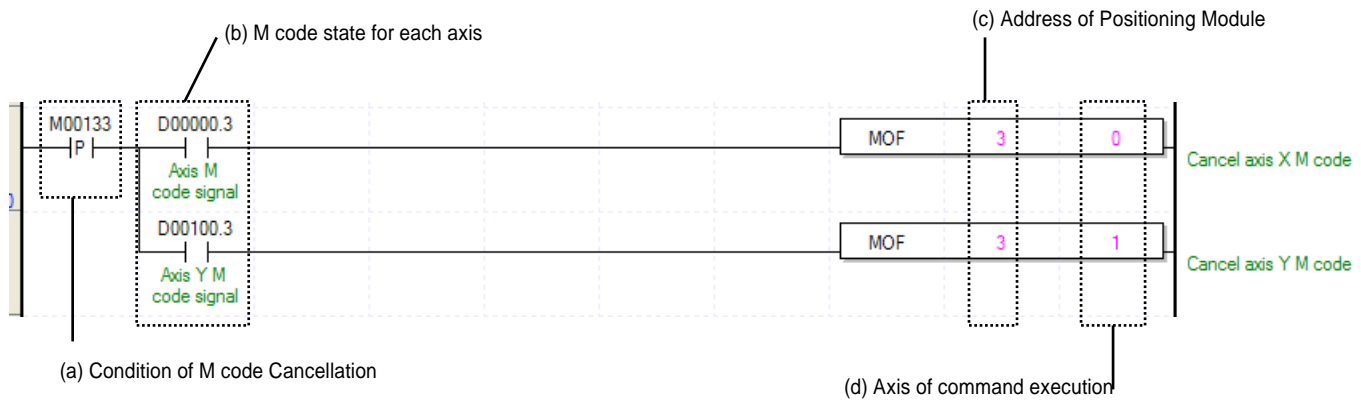 (b) M code state for each axis
(c) Address of Positioning Module
M00133
P
D00000.3
Axis M
code signal
MOF 3 0
Cancel axis X M code
D00100.3
Axis Y M
code signal
MOF 3 1
Cancel axis Y M code
(a) Condition of M code Cancellation
(d) Axis of command execution